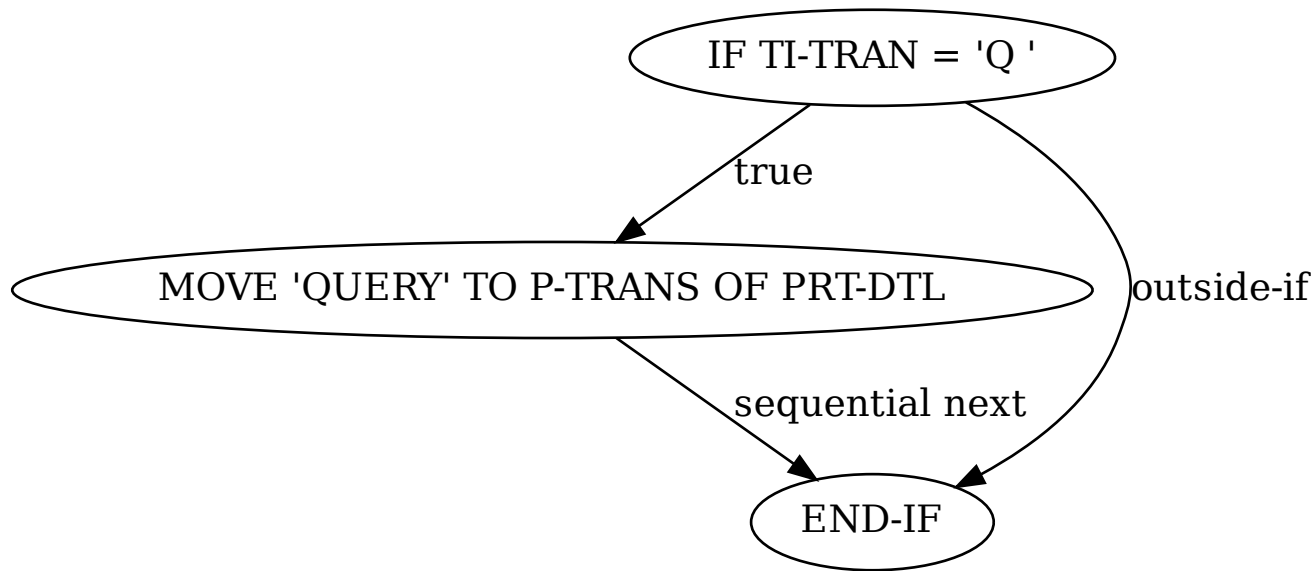 IF TI-TRAN = 'Q '
true
MOVE 'QUERY' TO P-TRANS OF PRT-DTL
outside-if
sequential next
END-IF